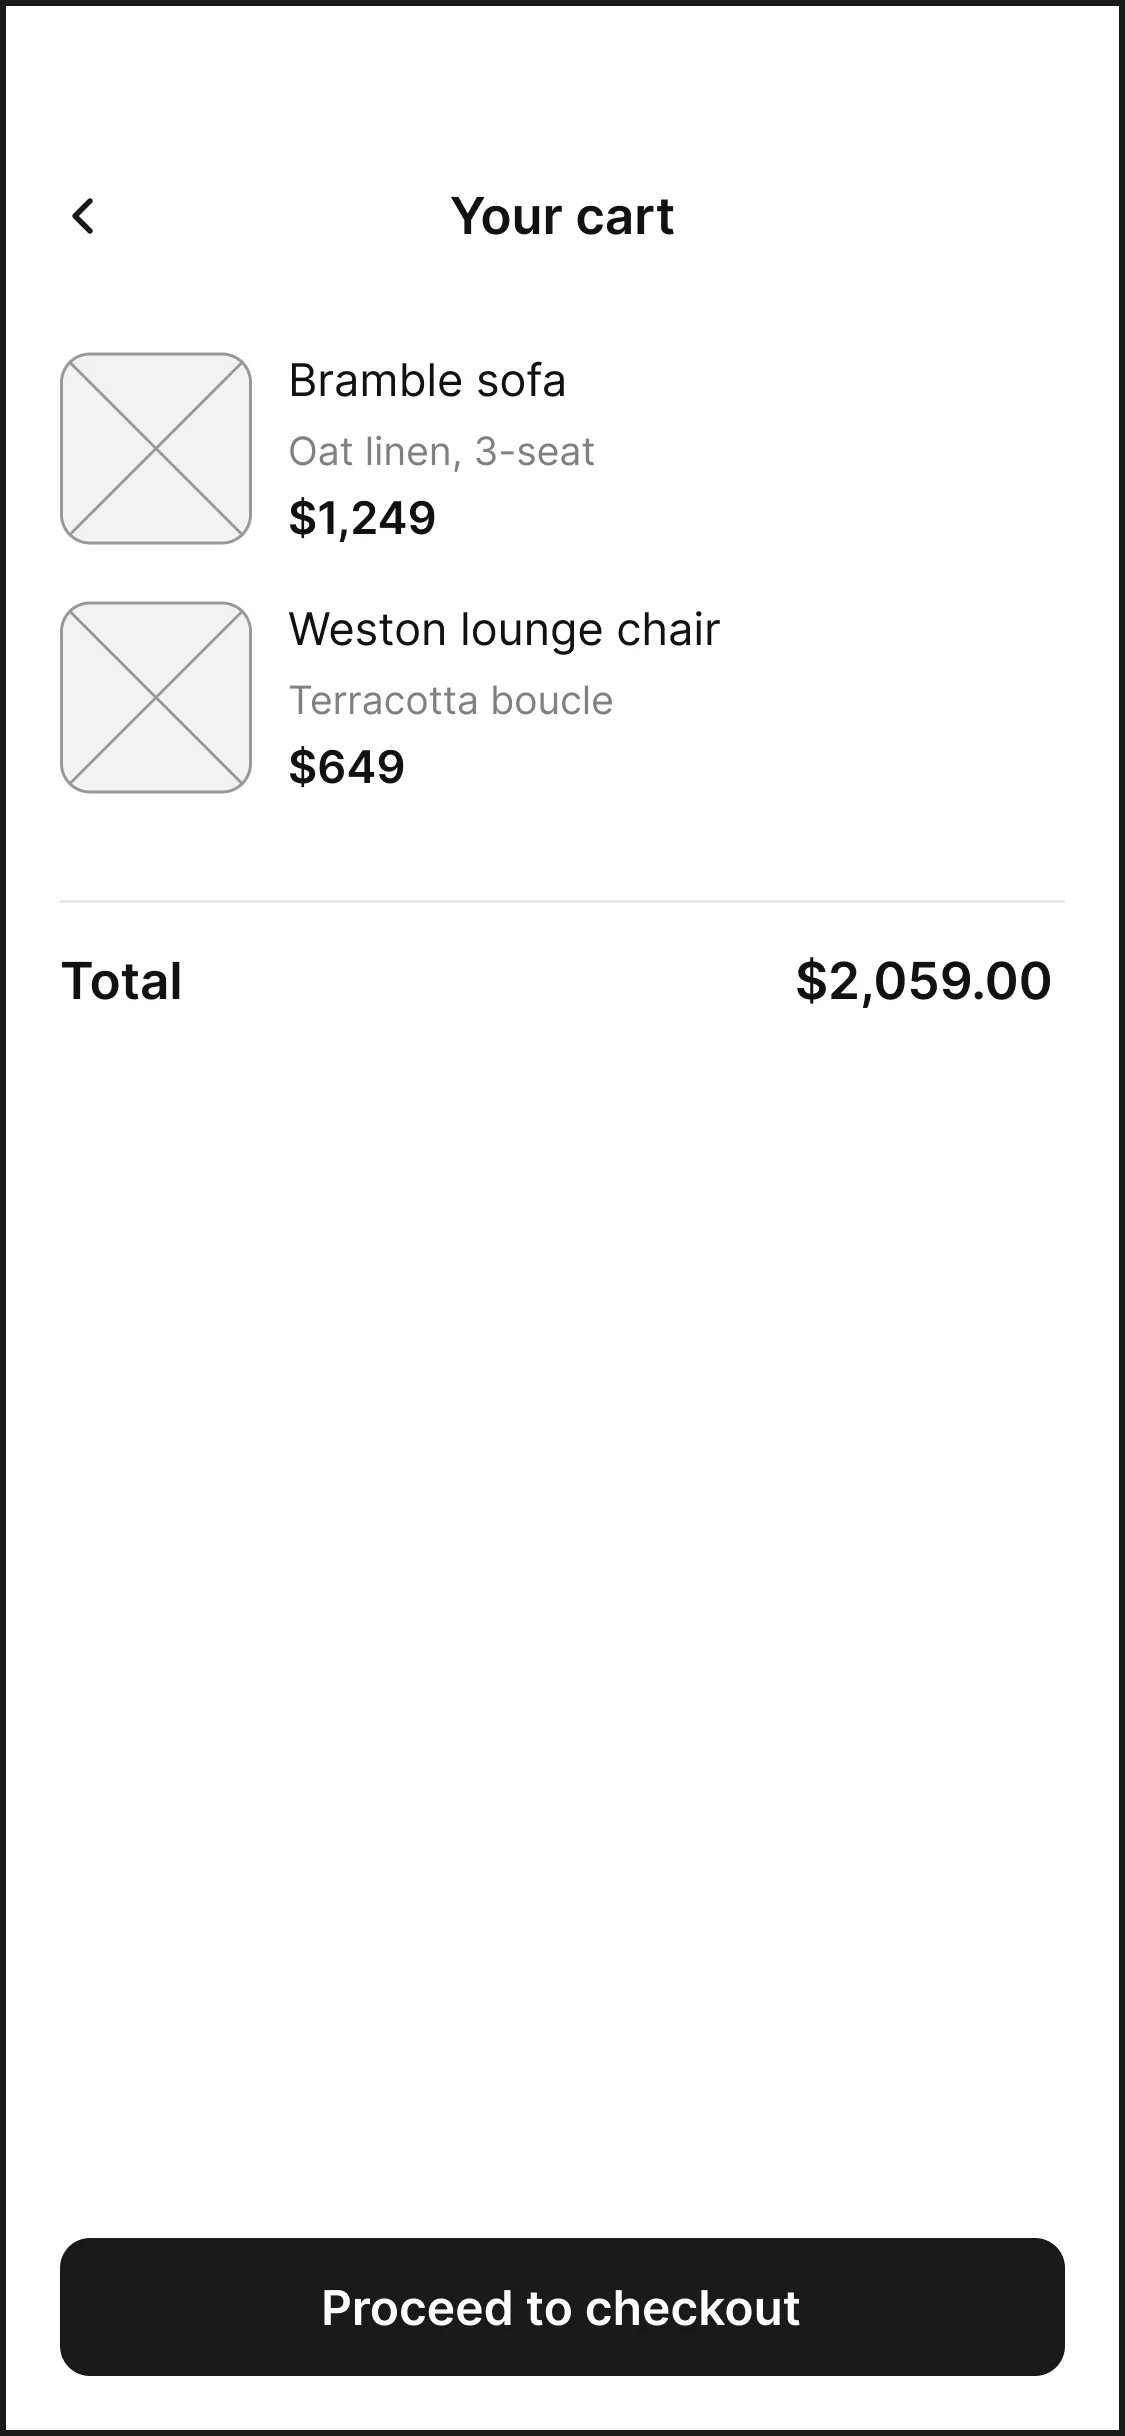 Your cart
Bramble sofa
Oat linen, 3-seat
$1,249
Weston lounge chair
Terracotta boucle
$649
Total $2,059.00
Proceed to checkout